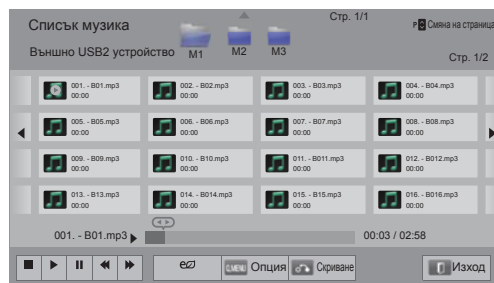 Списък музика
Стр. 1/1
P Смяна на страница
Външно USB2 устройство
M1
M2
M3
Стр. 1/2
001. - B01.mp3
00:00
002. - B02.mp3
00:00
003. - B03.mp3
00:00
004. - B04.mp3
00:00
005. - B05.mp3
00:00
006. - B06.mp3
00:00
007. - B07.mp3
00:00
008. - B08.mp3
00:00
009. - B09.mp3
00:00
010. - B10.mp3
00:00
011. - B011.mp3
00:00
012. - B012.mp3
00:00
013. - B13.mp3
00:00
014. - B014.mp3
00:00
015. - B15.mp3
00:00
016. - B016.mp3
00:00
001. - B01.mp3
00:03 / 02:58
Q.MENU Опция
Скриване
Изход